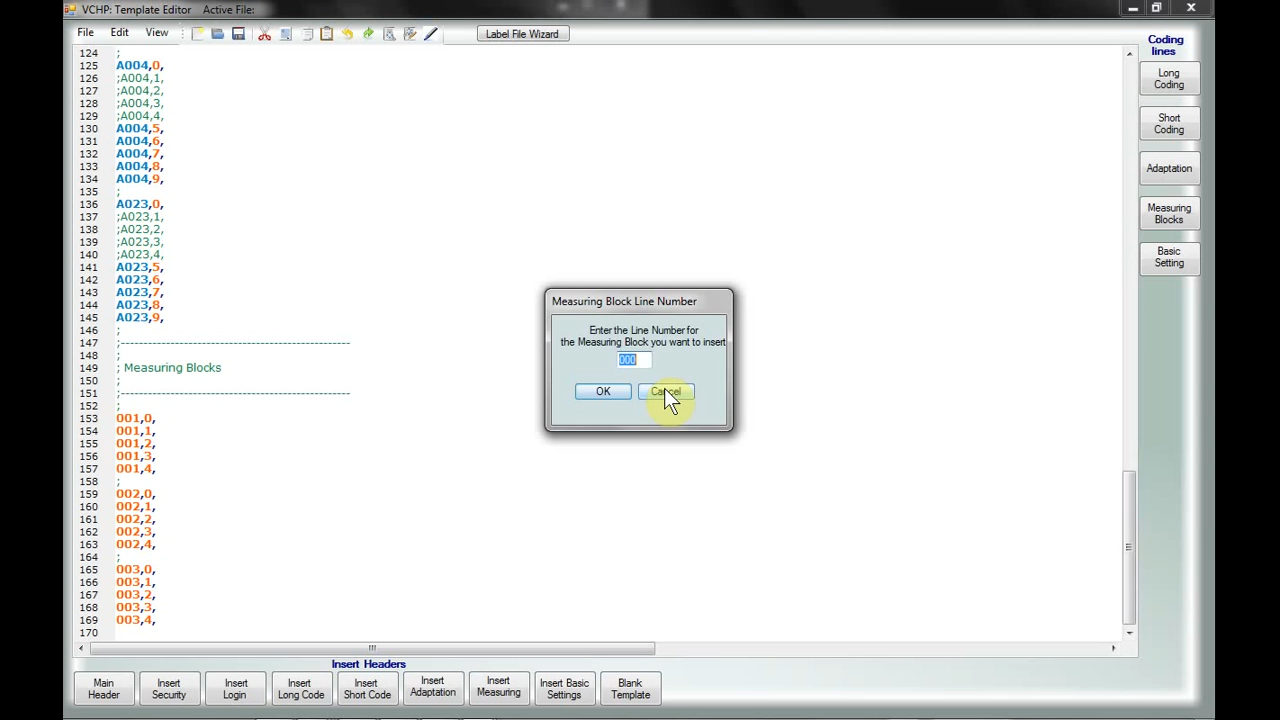 VCHP: Template Editor   Active File:
File Edit View Label File Wizard
124 ;
125 A004,0,
126 ;A004,1,
127 ;A004,2,
128 ;A004,3,
129 ;A004,4,
130 A004,5,
131 A004,6,
132 A004,7,
133 A004,8,
134 A004,9,
135 ;
136 A023,0,
137 ;A023,1,
138 ;A023,2,
139 ;A023,3,
140 ;A023,4,
141 A023,5,
142 A023,6,
143 A023,7,
144 A023,8,
145 A023,9,
146 ;
147 ;---------------------------------------------------
148 ;
149 ; Measuring Blocks
150 ;
151 ;---------------------------------------------------
152 ;
153 001,0,
154 001,1,
155 001,2,
156 001,3,
157 001,4,
158 ;
159 002,0,
160 002,1,
161 002,2,
162 002,3,
163 002,4,
164 ;
165 003,0,
166 003,1,
167 003,2,
168 003,3,
169 003,4,
170
Measuring Block Line Number
Enter the Line Number for
the Measuring Block you want to insert
000
OK Cancel
Coding
lines
Long
Coding
Short
Coding
Adaptation
Measuring
Blocks
Basic
Setting
Insert Headers
Main
Header
Insert
Security
Insert
Login
Insert
Long Code
Insert
Short Code
Insert
Adaptation
Insert
Measuring
Insert Basic
Settings
Blank
Template